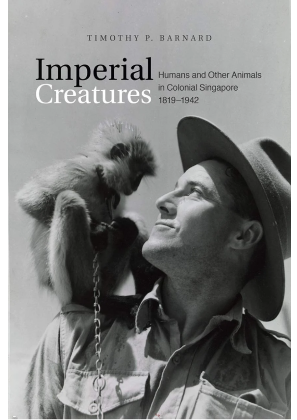 TIMOTHY P. BARNARD
Imperial
Creatures
Humans and Other Animals
in Colonial Singapore
1819–1942